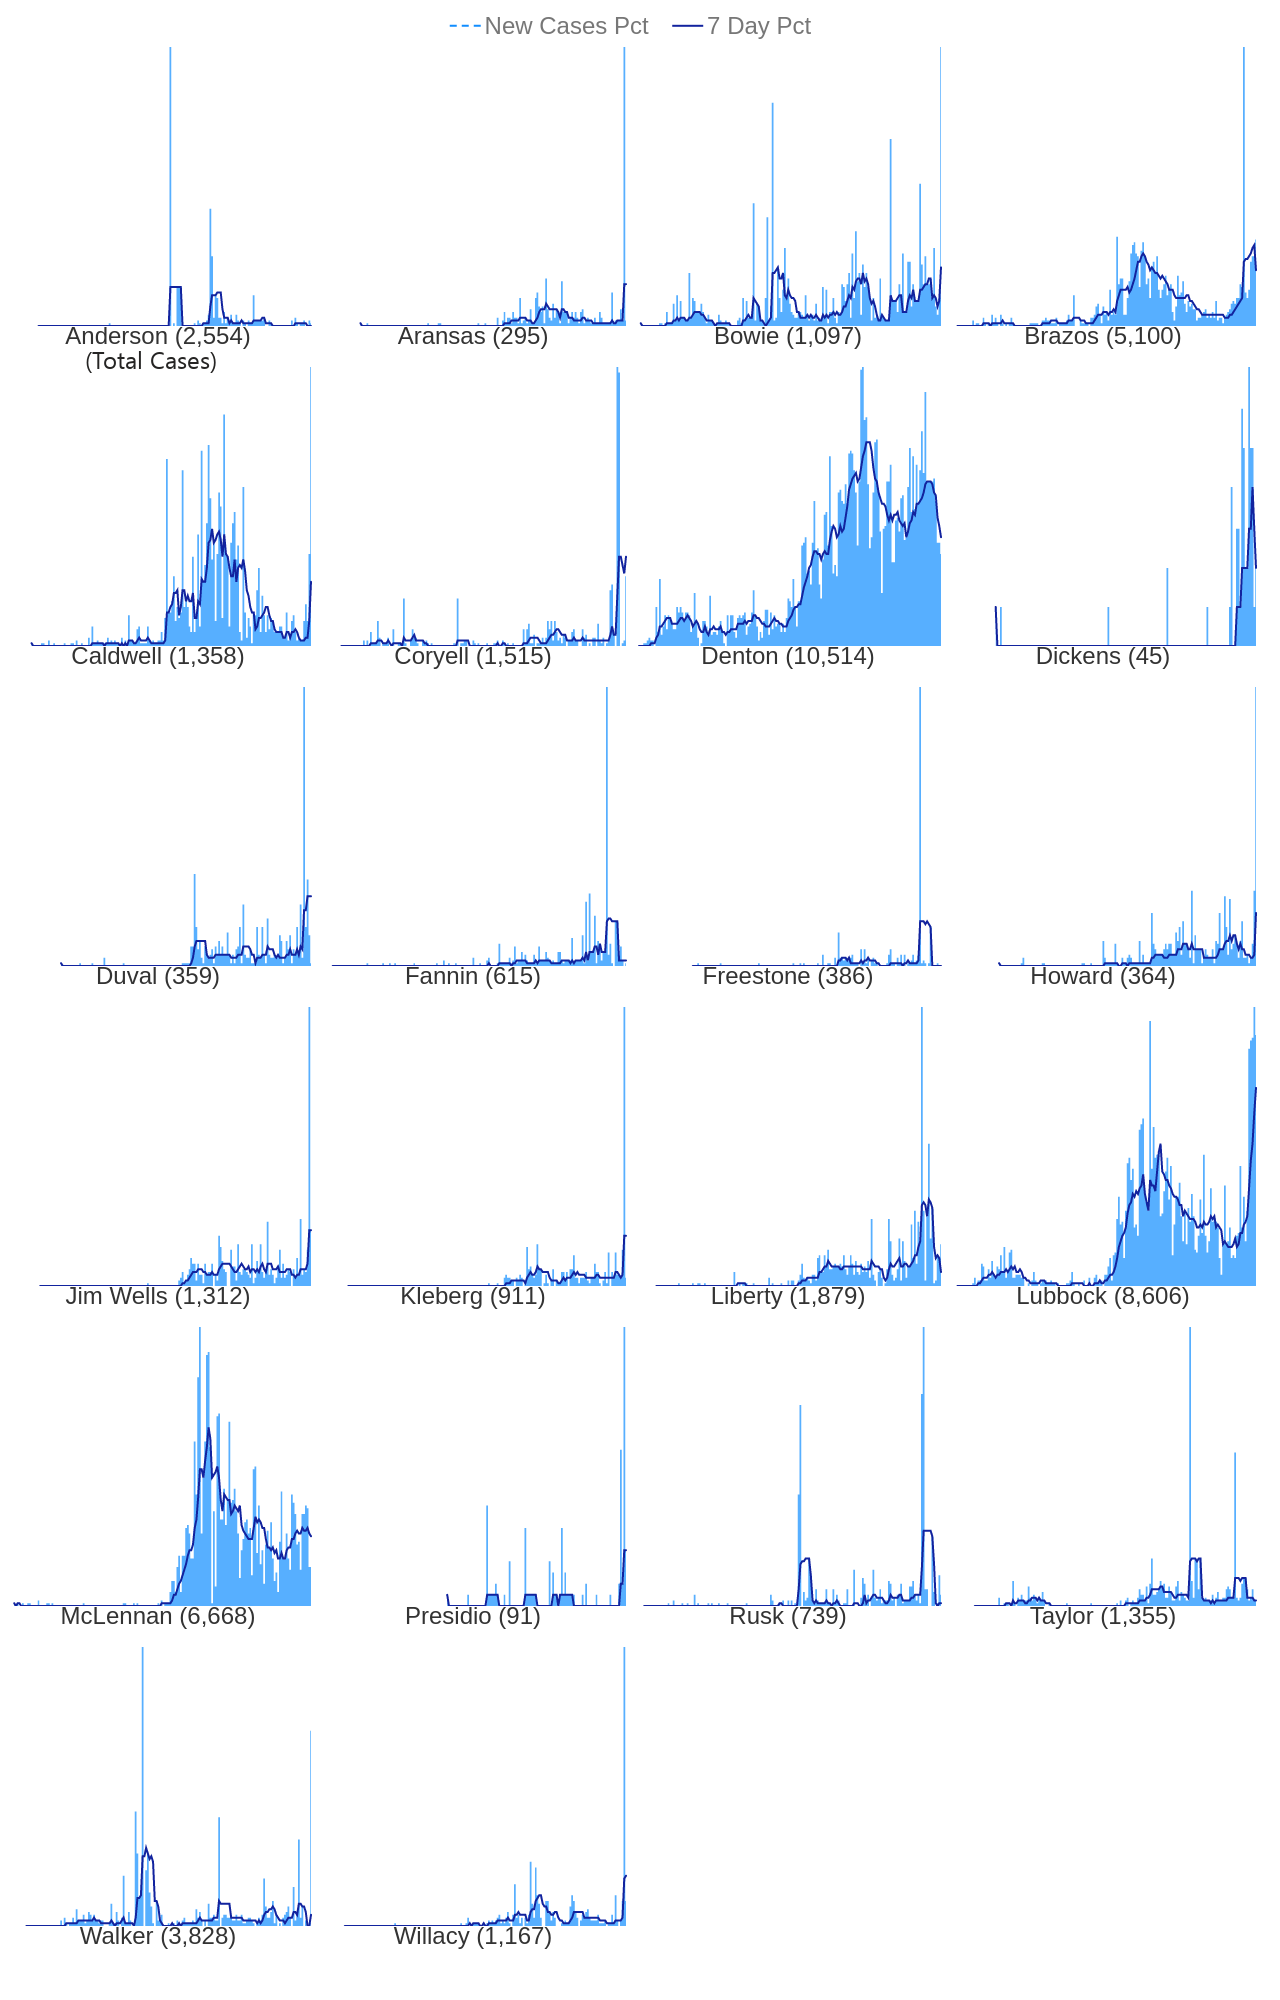 New Cases Pct 7 Day Pct
Anderson (2,554) Aransas (295) Bowie (1,097) Brazos (5,100)
(Total Cases)
Caldwell (1,358) Coryell (1,515) Denton (10,514) Dickens (45)
Duval (359) Fannin (615) Freestone (386) Howard (364)
Jim Wells (1,312) Kleberg (911) Liberty (1,879) Lubbock (8,606)
McLennan (6,668) Presidio (91) Rusk (739) Taylor (1,355)
Walker (3,828) Willacy (1,167)